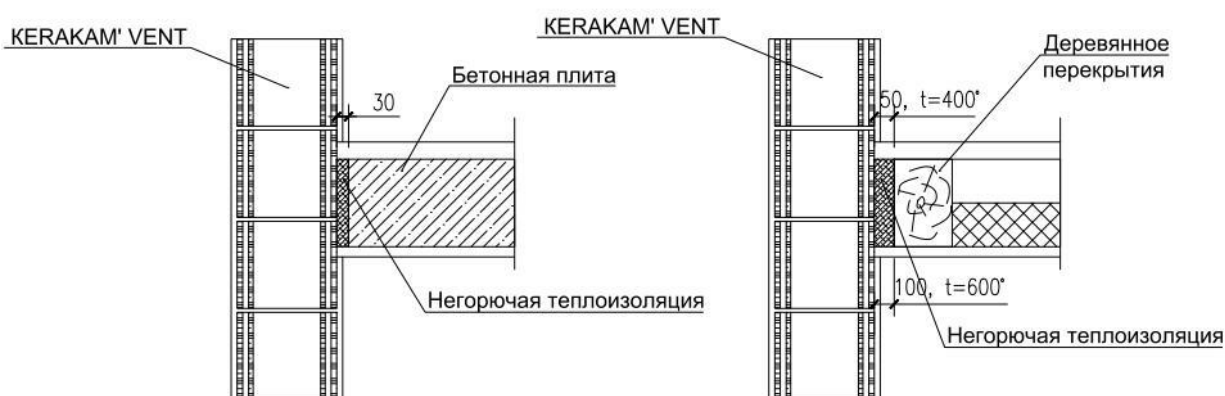 KERAKAM' VENT
Бетонная плита
30
Негорючая теплоизоляция
KERAKAM' VENT
Деревянное
перекрытия
50, t=400°
100, t=600°
Негорючая теплоизоляция